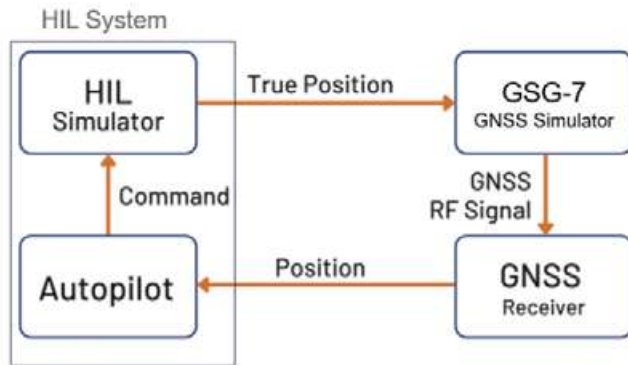 HIL System
HIL
Simulator
True Position
GSG-7
GNSS Simulator
Command
GNSS
RF Signal
Autopilot
Position
GNSS
Receiver